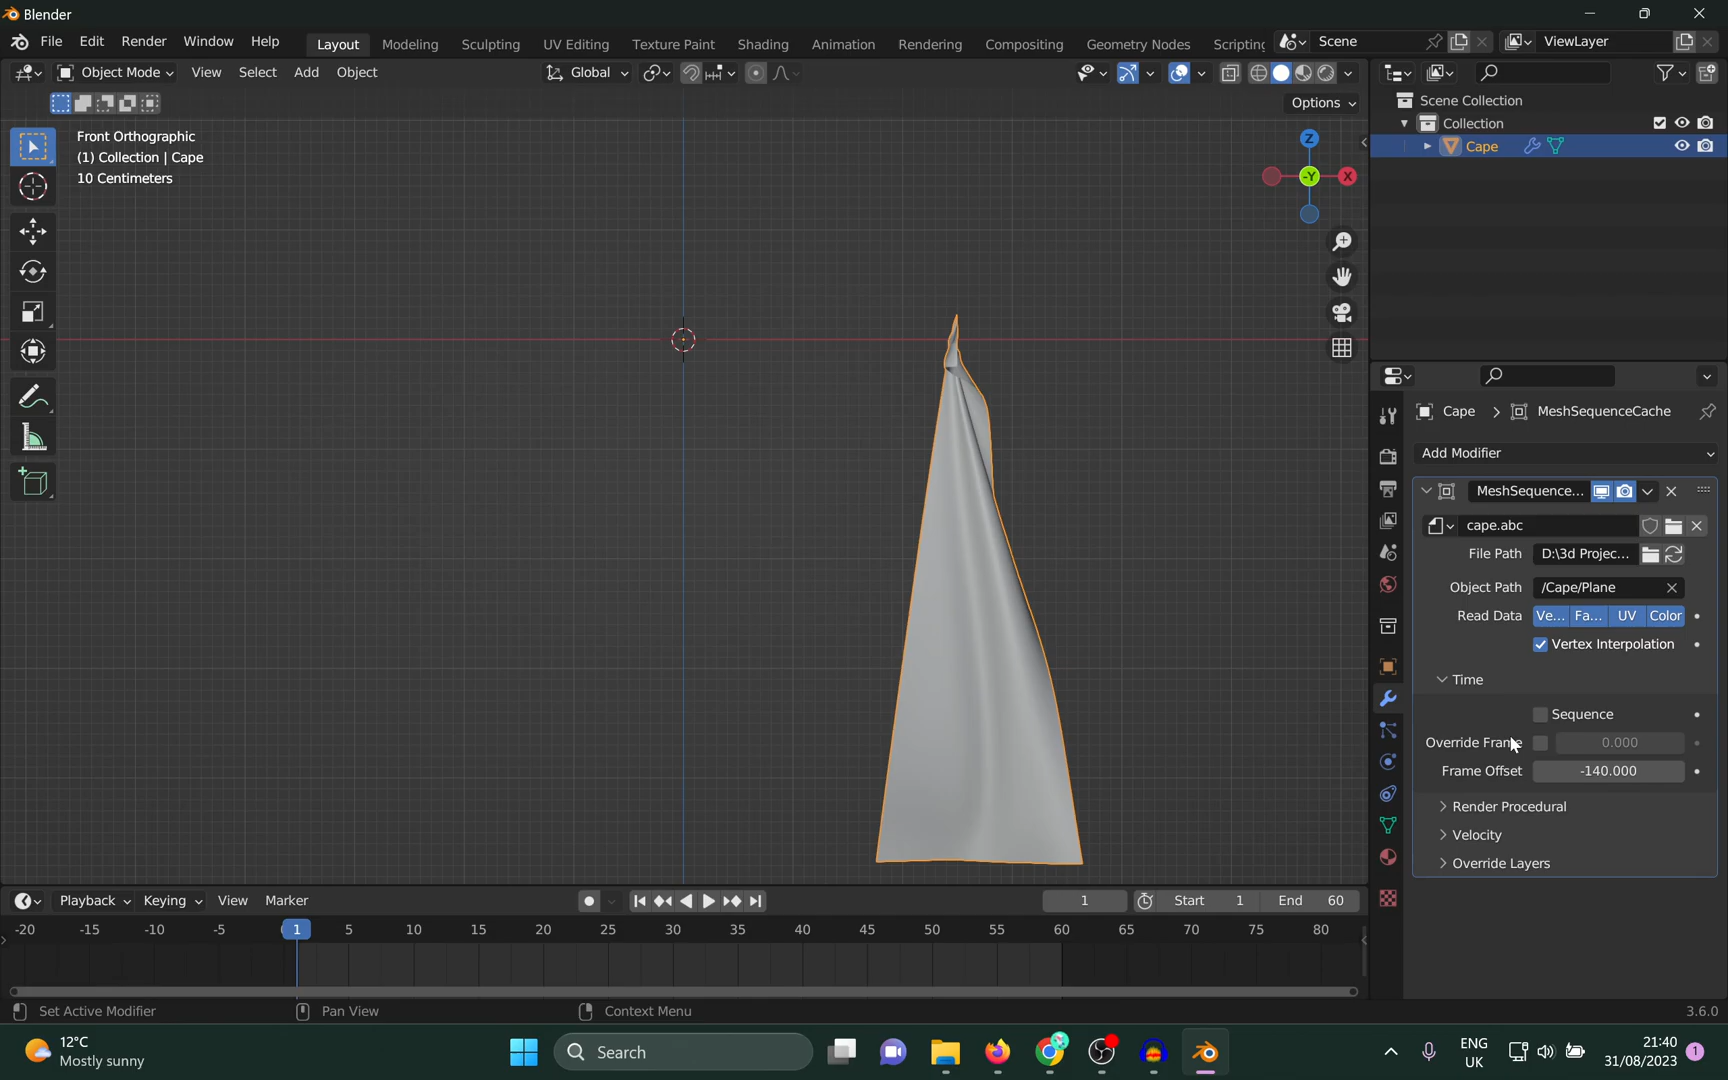 Blender
File Edit Render Window Help Layout Modeling Sculpting UV Editing Texture Paint Shading Animation Rendering Compositing Geometry Nodes Scripting Scene ViewLayer
Object Mode View Select Add Object Global
Options
Front Orthographic
(1) Collection | Cape
10 Centimeters
Z
-Y
X
Scene Collection
Collection
Cape
Cape MeshSequenceCache
Add Modifier
MeshSequence...
cape.abc
File Path D:\3d Projec...
Object Path /Cape/Plane
Read Data Ve... Fa... UV Color
Vertex Interpolation
Time
Sequence
Override Frame 0.000
Frame Offset -140.000
Render Procedural
Velocity
Override Layers
Playback Keying View Marker 1 Start 1 End 60
-20 -15 -10 -5 1 5 10 15 20 25 30 35 40 45 50 55 60 65 70 75 80
Set Active Modifier Pan View Context Menu 3.6.0
12°C
Mostly sunny
Search
ENG
UK
21:40
31/08/2023
1